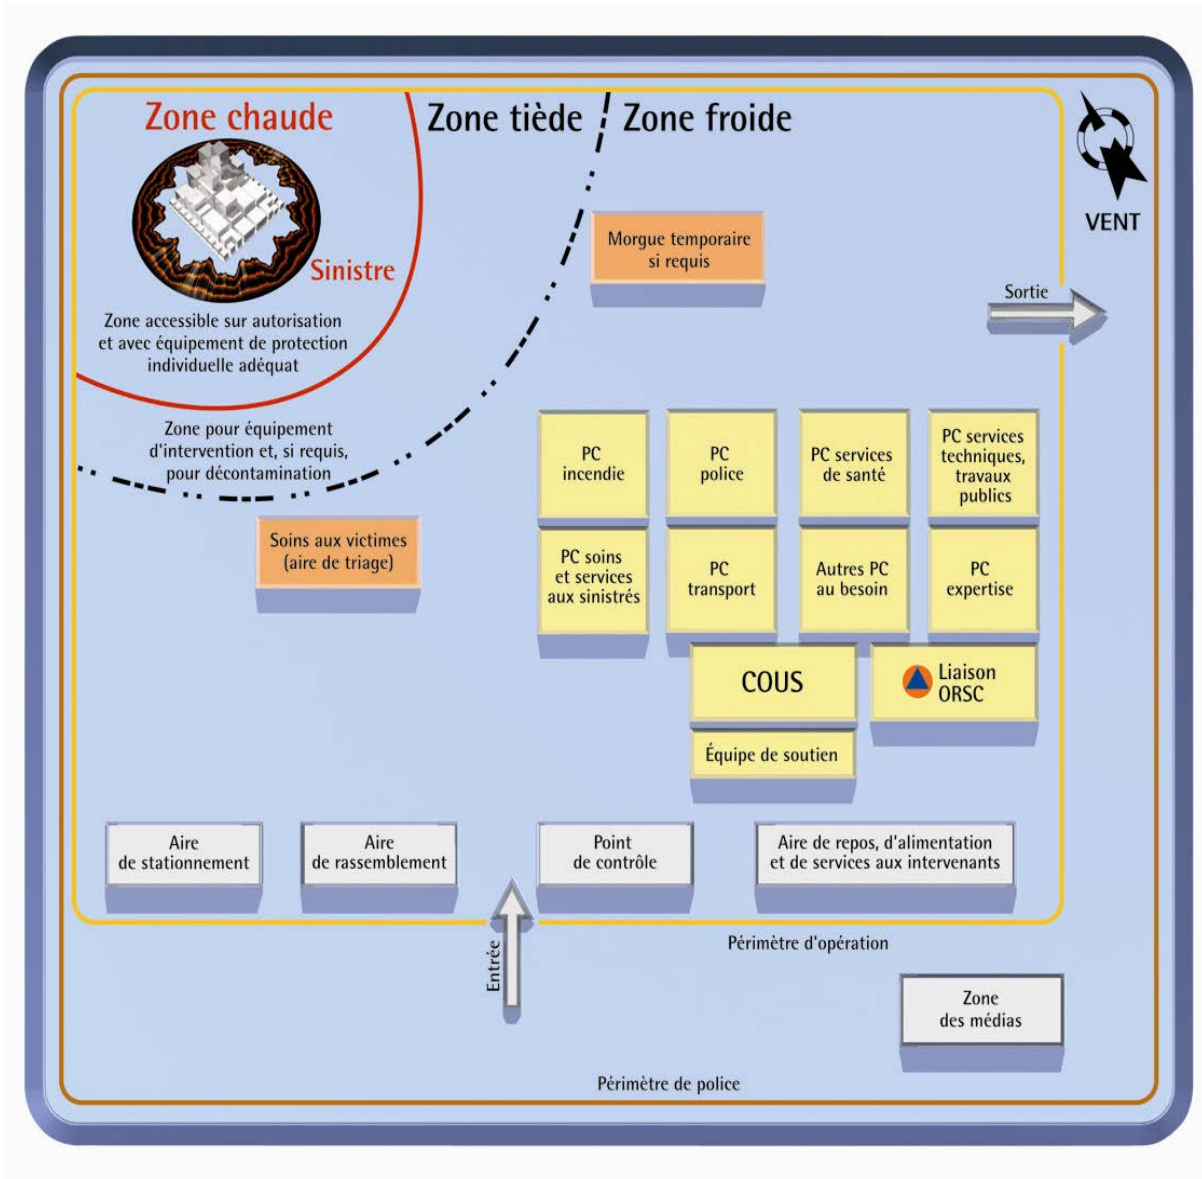 Zone chaude
Zone tiède
Zone froide
VENT
Sinistre
Zone accessible sur autorisation
et avec équipement de protection
individuelle adéquat
Morgue temporaire
si requis
Sortie
Zone pour équipement
d'intervention et, si requis,
pour décontamination
PC
incendie
PC
police
PC services
de santé
PC services
techniques,
travaux
publics
Soins aux victimes
(aire de triage)
PC soins
et services
aux sinistrés
PC
transport
Autres PC
au besoin
PC
expertise
COUS
Liaison
ORSC
Équipe de soutien
Aire
de stationnement
Aire
de rassemblement
Point
de contrôle
Aire de repos, d'alimentation
et de services aux intervenants
Entrée
Périmètre d'opération
Zone
des médias
Périmètre de police